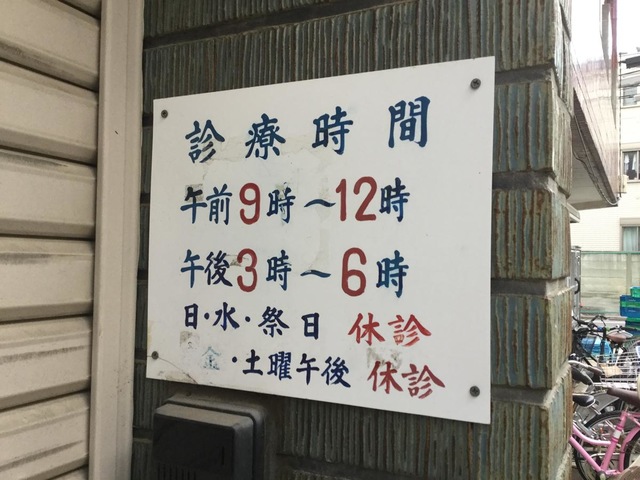 診療時間
午前9時～12時
午後3時～6時
日・水・祭日 休診
金・土曜午後 休診